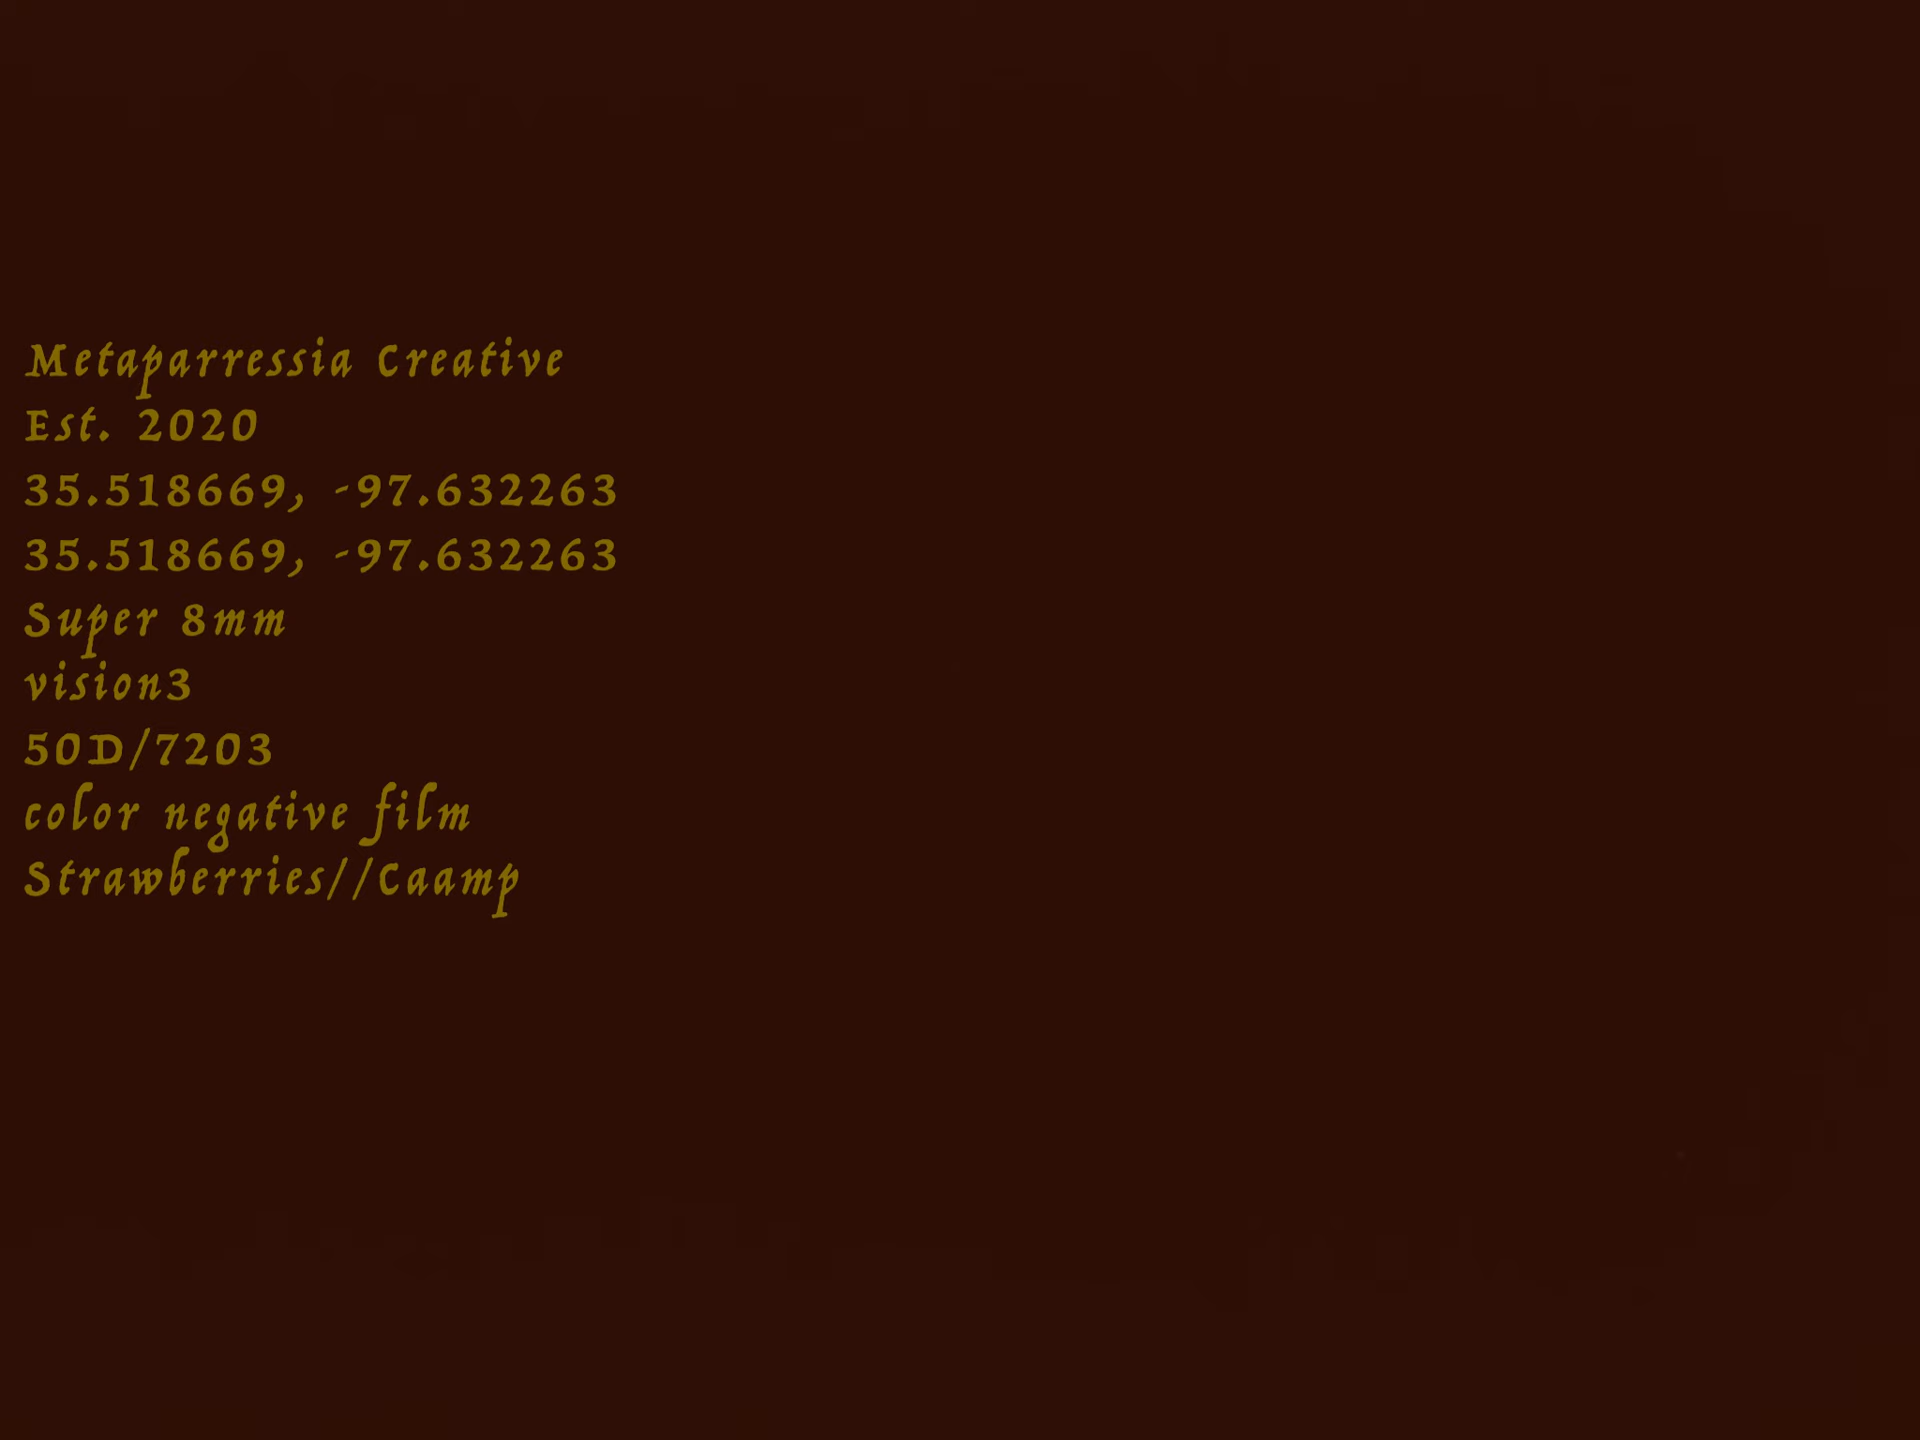 Metaparressia Creative
Est. 2020
35.518669, -97.632263
35.518669, -97.632263
Super 8mm
vision3
50D/7203
color negative film
Strawberries//Caamp